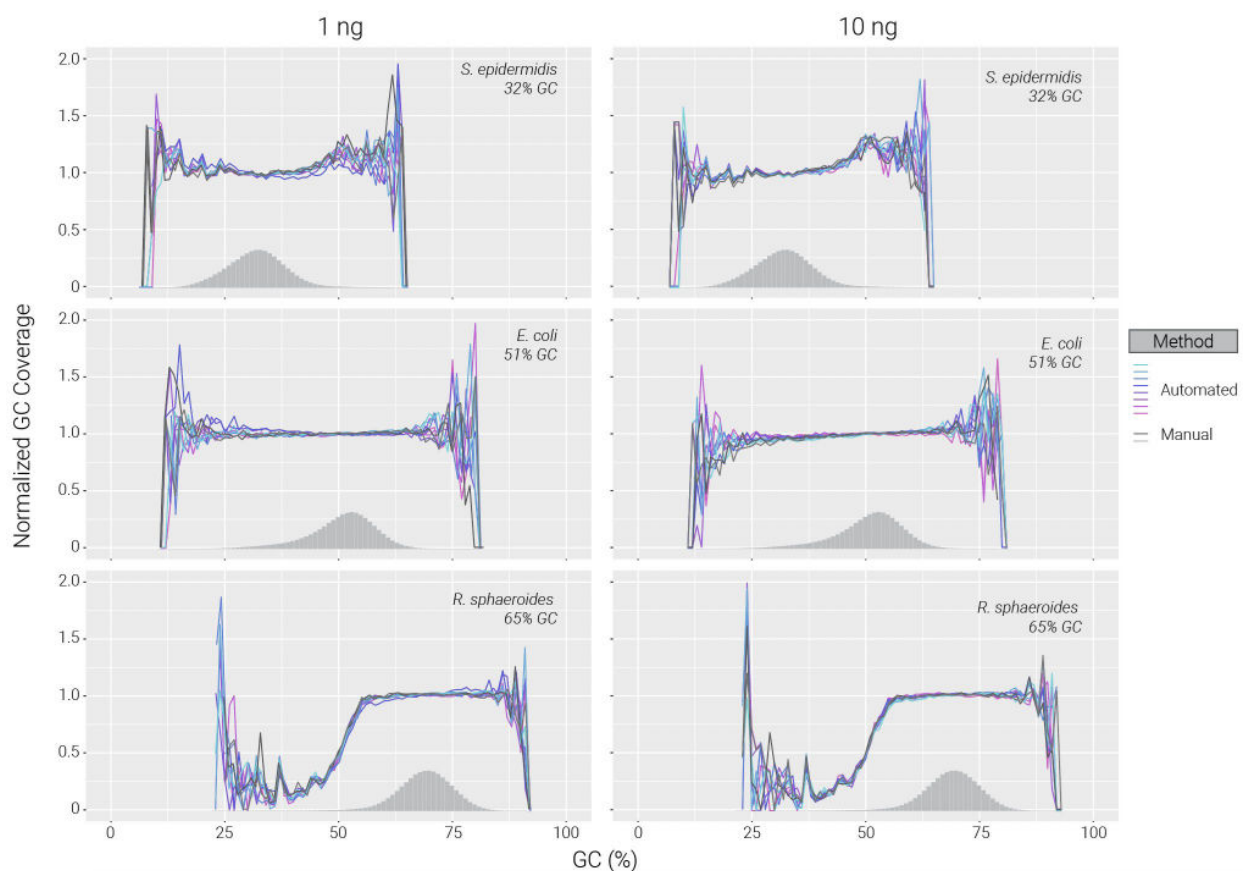 1 ng
10 ng
Normalized GC Coverage
2.0
1.5
1.0
0.5
0
S. epidermidis
32% GC
S. epidermidis
32% GC
2.0
1.5
1.0
0.5
0
E. coli
51% GC
E. coli
51% GC
2.0
1.5
1.0
0.5
0
R. sphaeroides
65% GC
R. sphaeroides
65% GC
0
25
50
75
100
0
25
50
75
100
GC (%)
Method
Automated
Manual